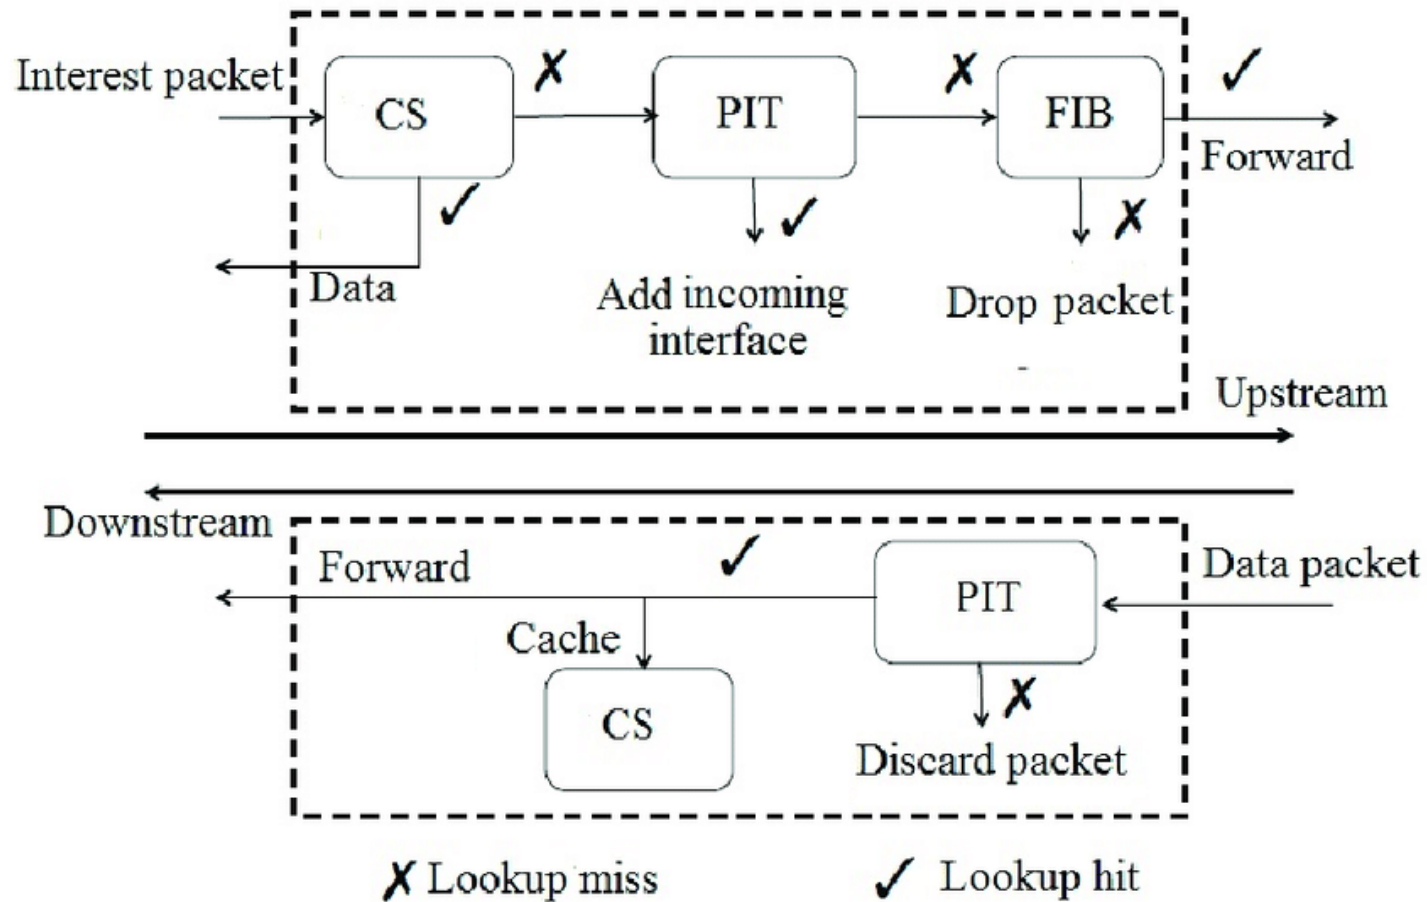 Interest packet
CS
✗
PIT
✗
FIB
✓
Forward
✓
✓
✗
Data
Add incoming
interface
Drop packet
Upstream
Downstream
Forward
✓
PIT
Data packet
Cache
CS
✗
Discard packet
✗ Lookup miss
✓ Lookup hit